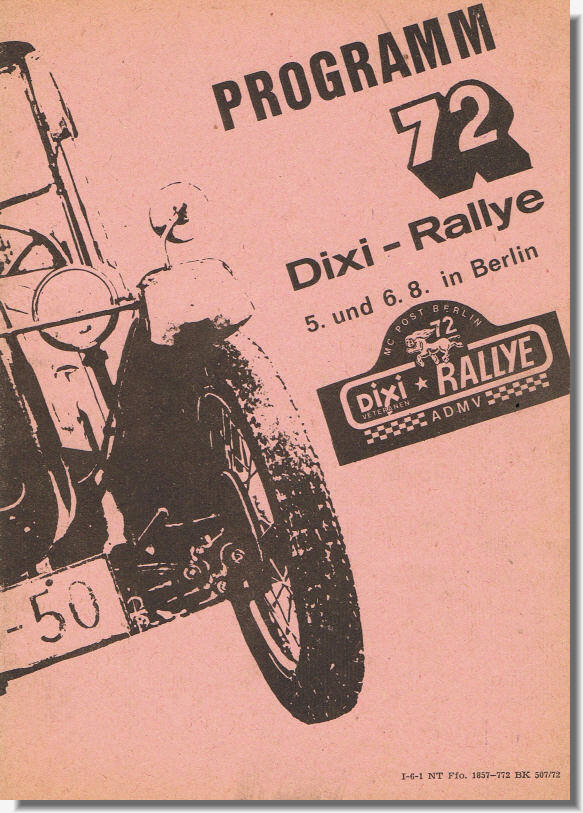 PROGRAMM
72
Dixi - Rallye
5. und 6. 8. in Berlin
MC POST BERLIN
72
Dixi ★ RALLYE
VETERANEN
ADMV
-50
I-6-1 NT Ffo. 1857—772 BK 507/72